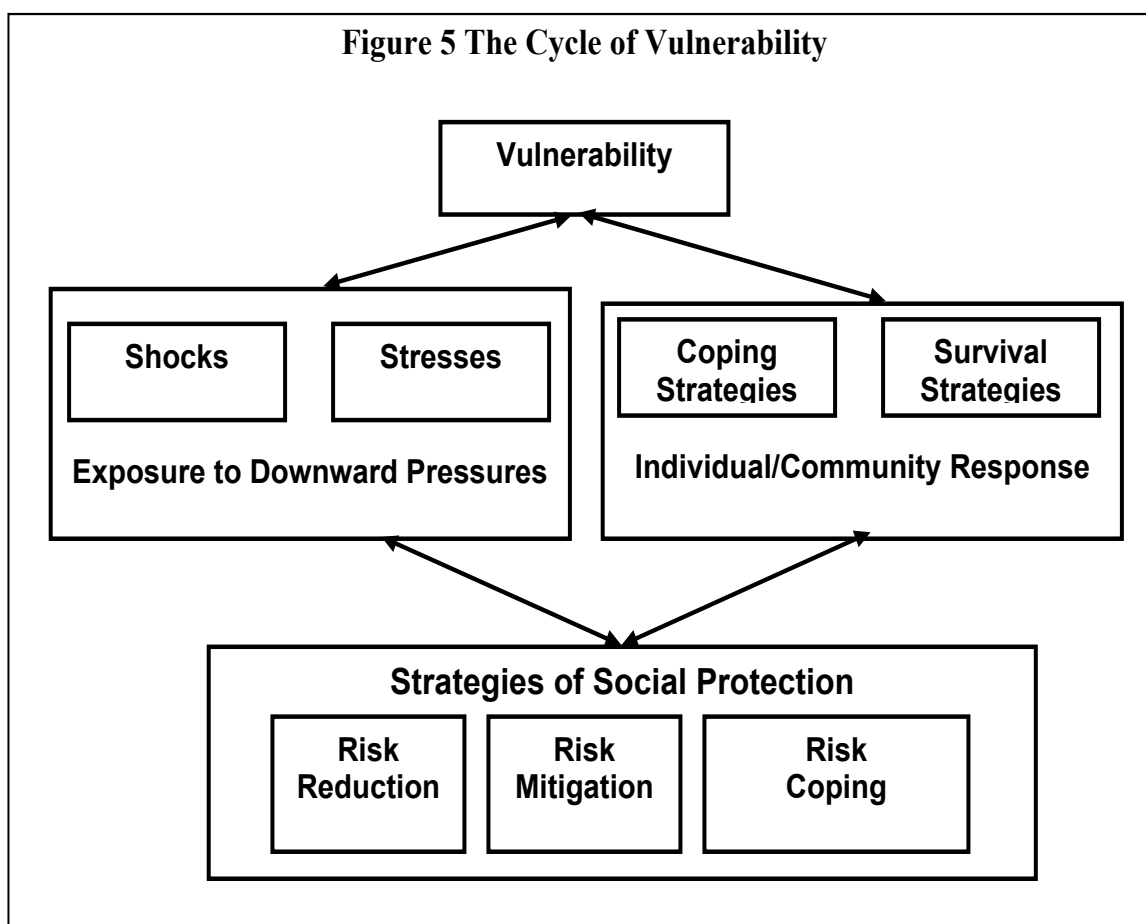 Figure 5 The Cycle of Vulnerability
Vulnerability
Shocks
Stresses
Exposure to Downward Pressures
Coping
Strategies
Survival
Strategies
Individual/Community Response
Strategies of Social Protection
Risk
Reduction
Risk
Mitigation
Risk
Coping